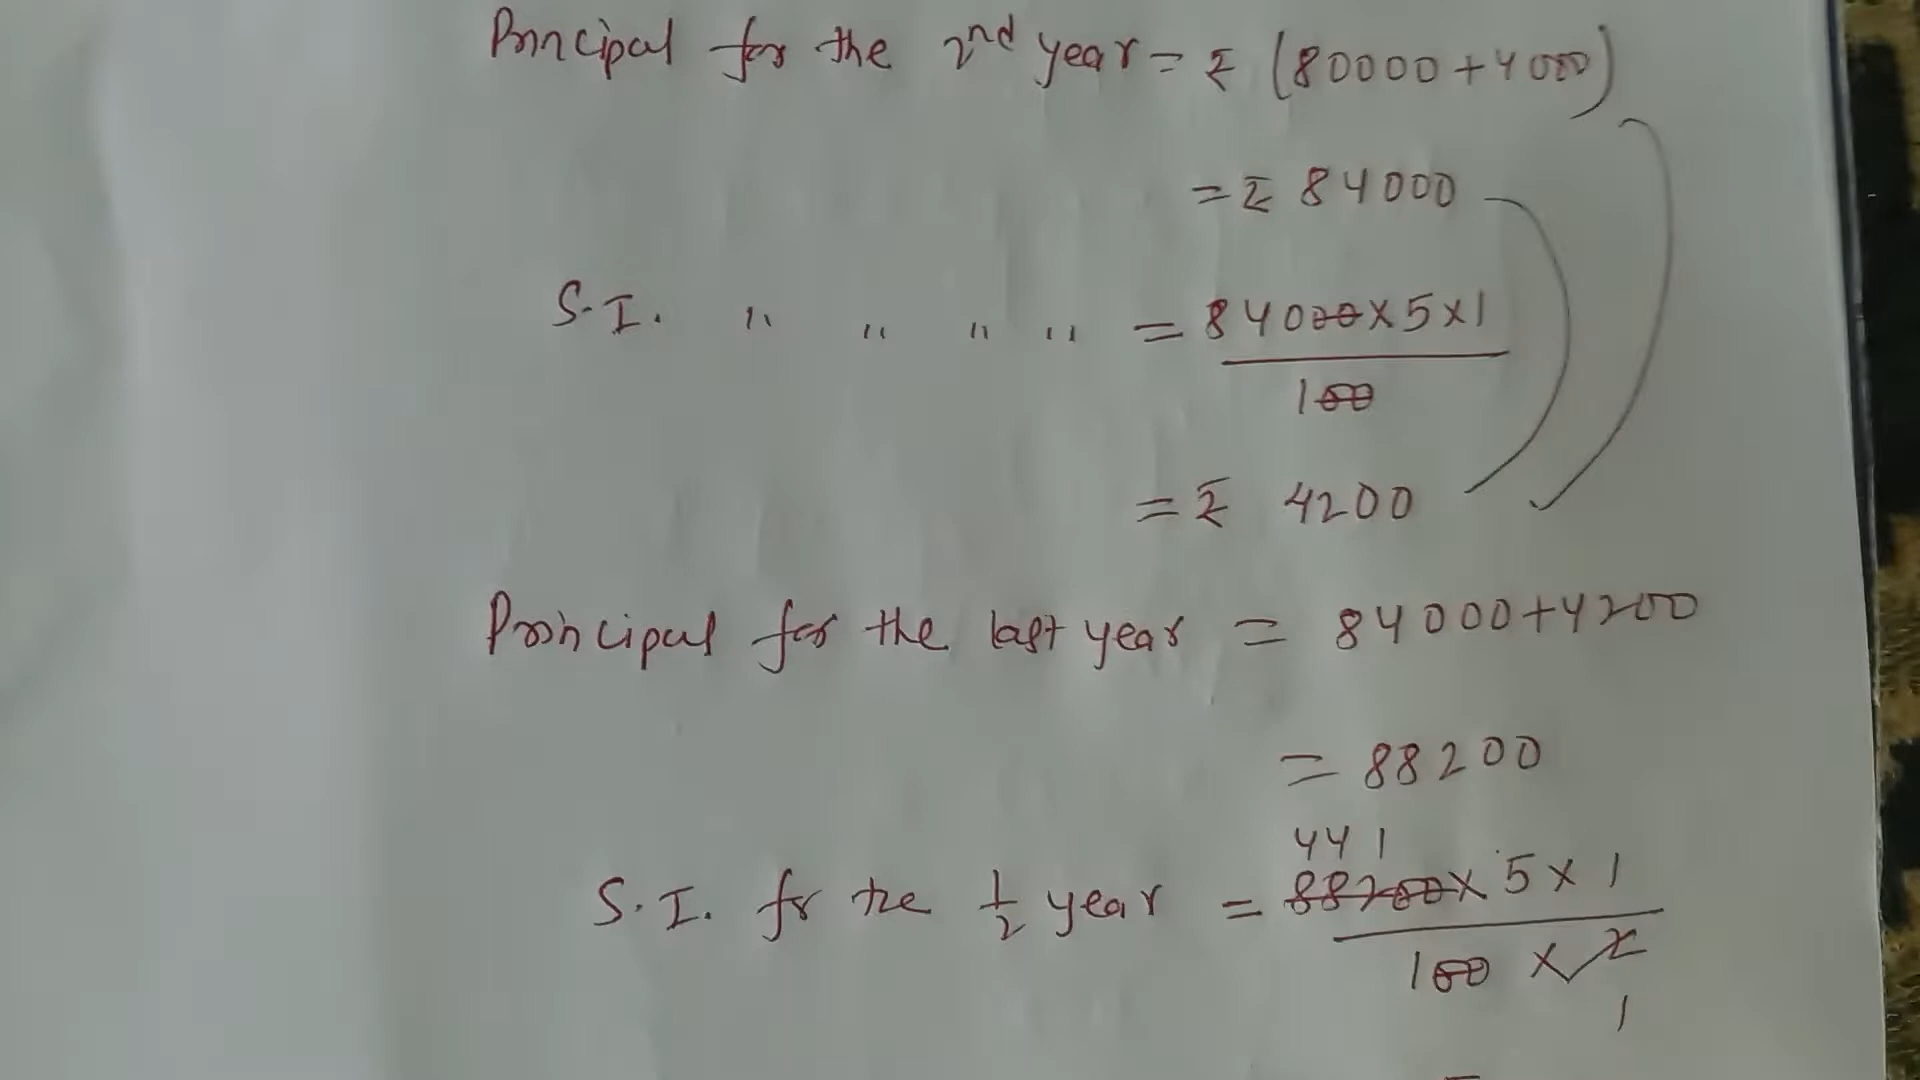 Principal for the 2nd year = ₹ (80000+4000)
= ₹ 84000
S.I. " " " " = 84000×5×1
100
= ₹ 4200
Principal for the last year = 84000+4200
= 88200
441
S.I. for the 1/2 year = 88200×5×1
100×2
1